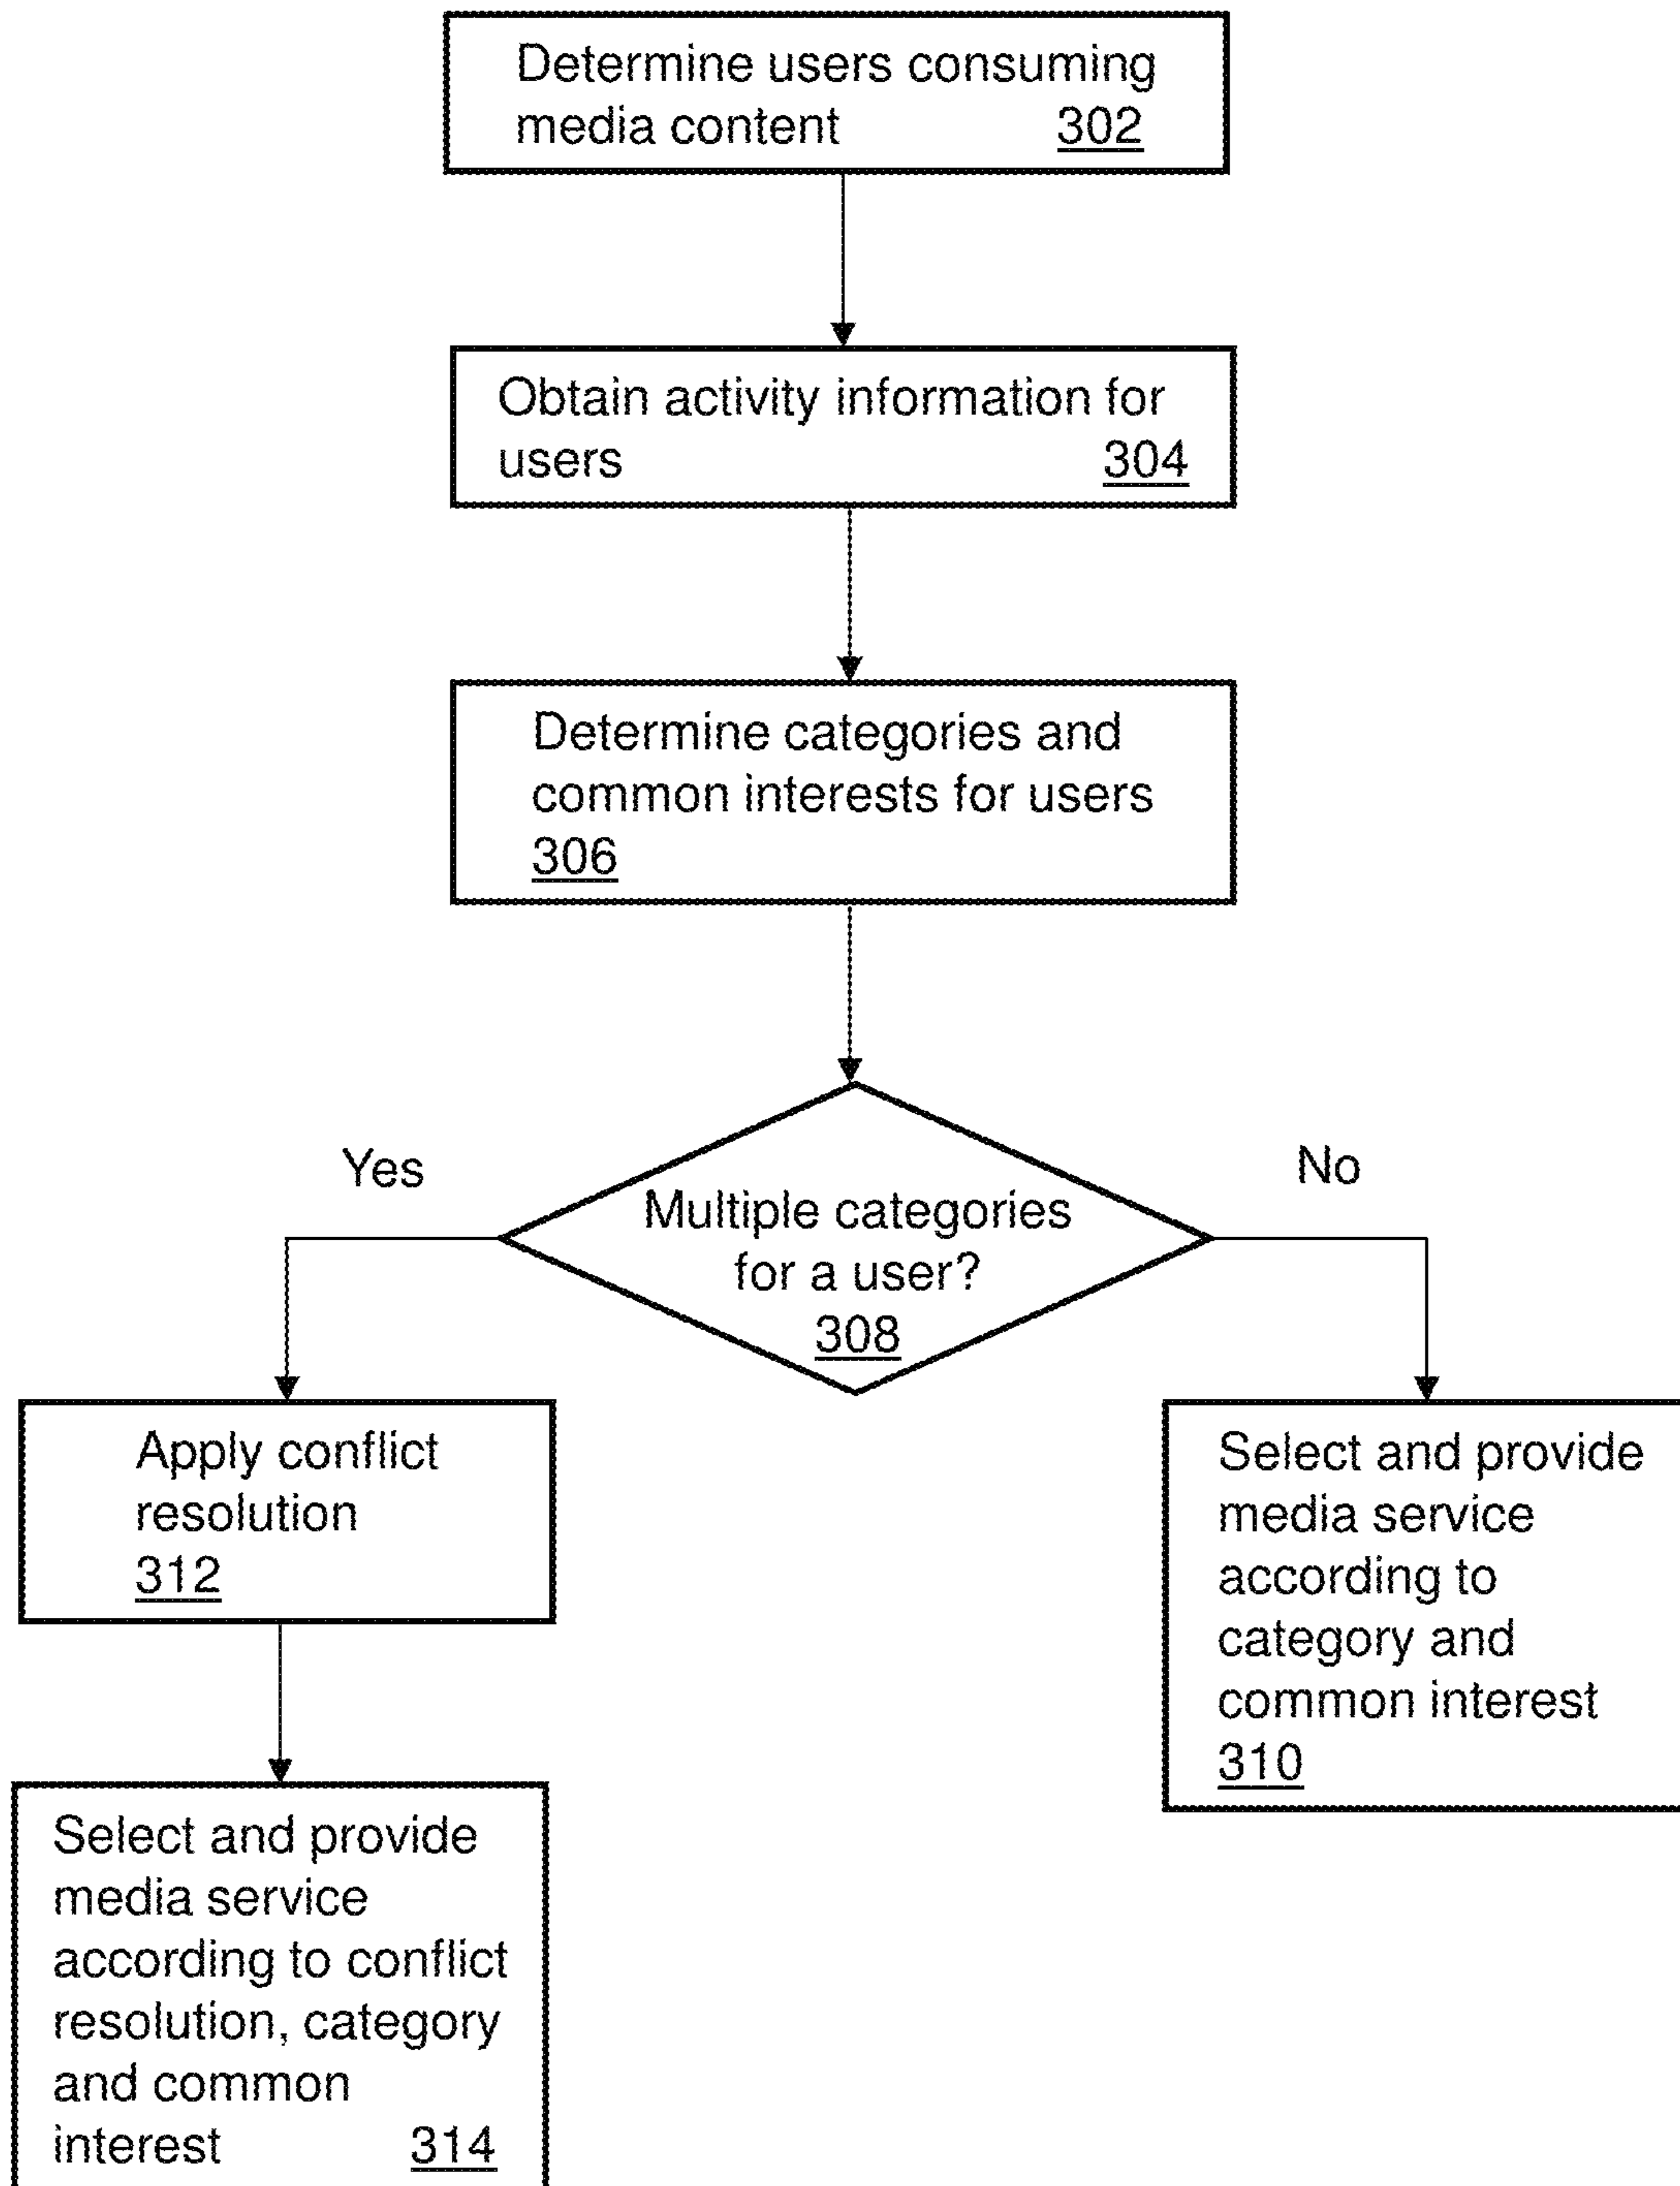 Determine users consuming
media content 302
Obtain activity information for
users 304
Determine categories and
common interests for users
306
Yes
No
Multiple categories
for a user?
308
Apply conflict
resolution
312
Select and provide
media service
according to
category and
common interest
310
Select and provide
media service
according to conflict
resolution, category
and common
interest 314